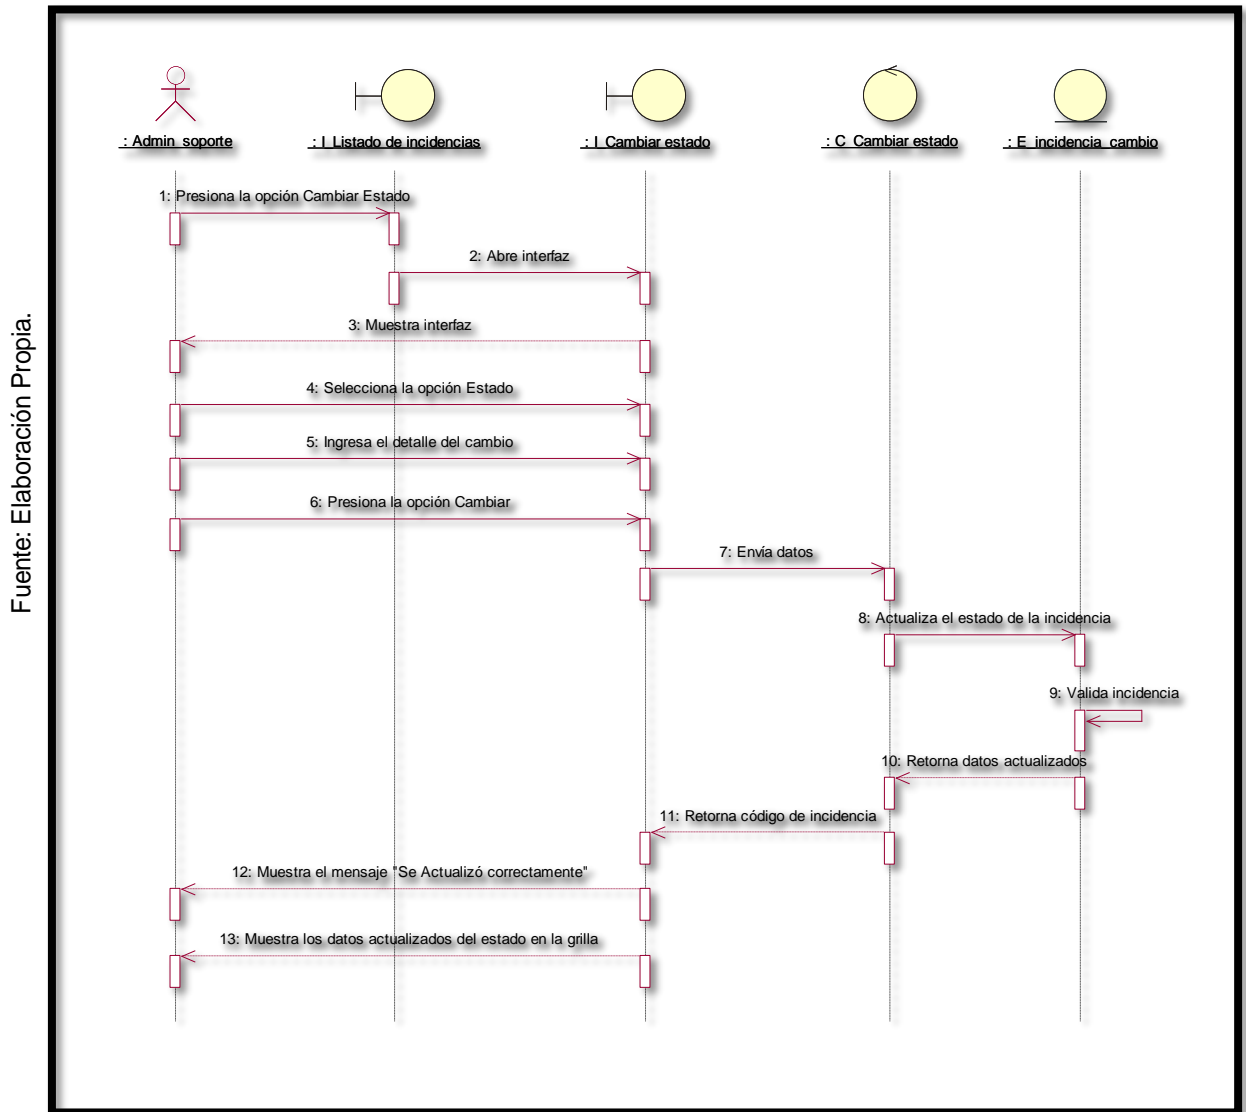 : Admin_soporte
: I_Listado de incidencias
: I_Cambiar estado
: C_Cambiar estado
: E_incidencia_cambio
1: Presiona la opción Cambiar Estado
2: Abre interfaz
3: Muestra interfaz
4: Selecciona la opción Estado
5: Ingresa el detalle del cambio
6: Presiona la opción Cambiar
7: Envía datos
8: Actualiza el estado de la incidencia
9: Valida incidencia
10: Retorna datos actualizados
11: Retorna código de incidencia
12: Muestra el mensaje "Se Actualizó correctamente"
13: Muestra los datos actualizados del estado en la grilla
Fuente: Elaboración Propia.